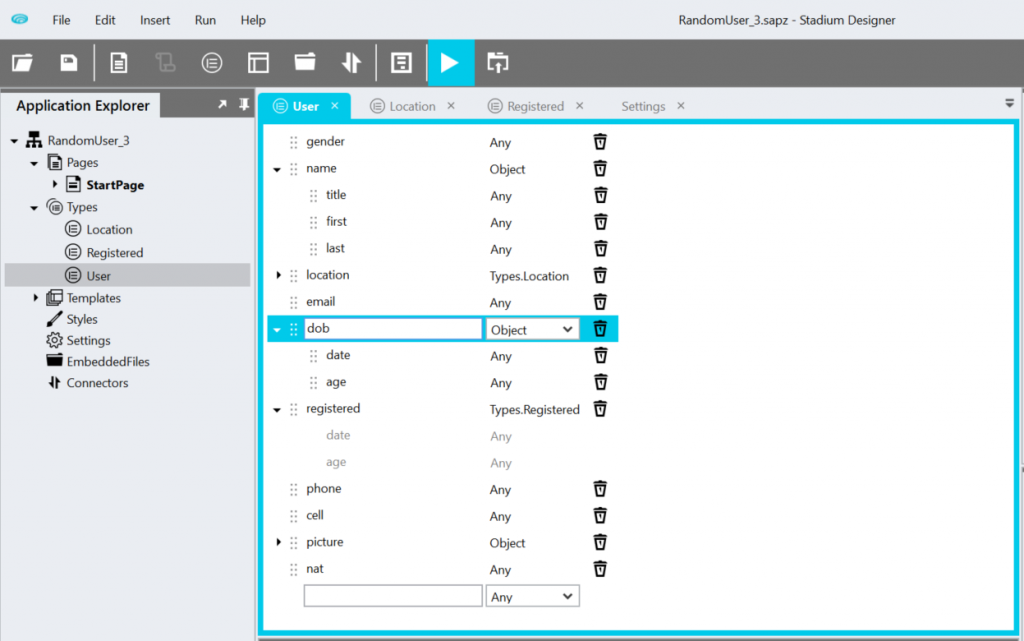 File Edit Insert Run Help RandomUser_3.sapz - Stadium Designer
Application Explorer
RandomUser_3
Pages
StartPage
Types
Location
Registered
User
Templates
Styles
Settings
EmbeddedFiles
Connectors
User Location Registered Settings
gender Any
name Object
title Any
first Any
last Any
location Types.Location
email Any
dob Object
date Any
age Any
registered Types.Registered
date Any
age Any
phone Any
cell Any
picture Object
nat Any
Any